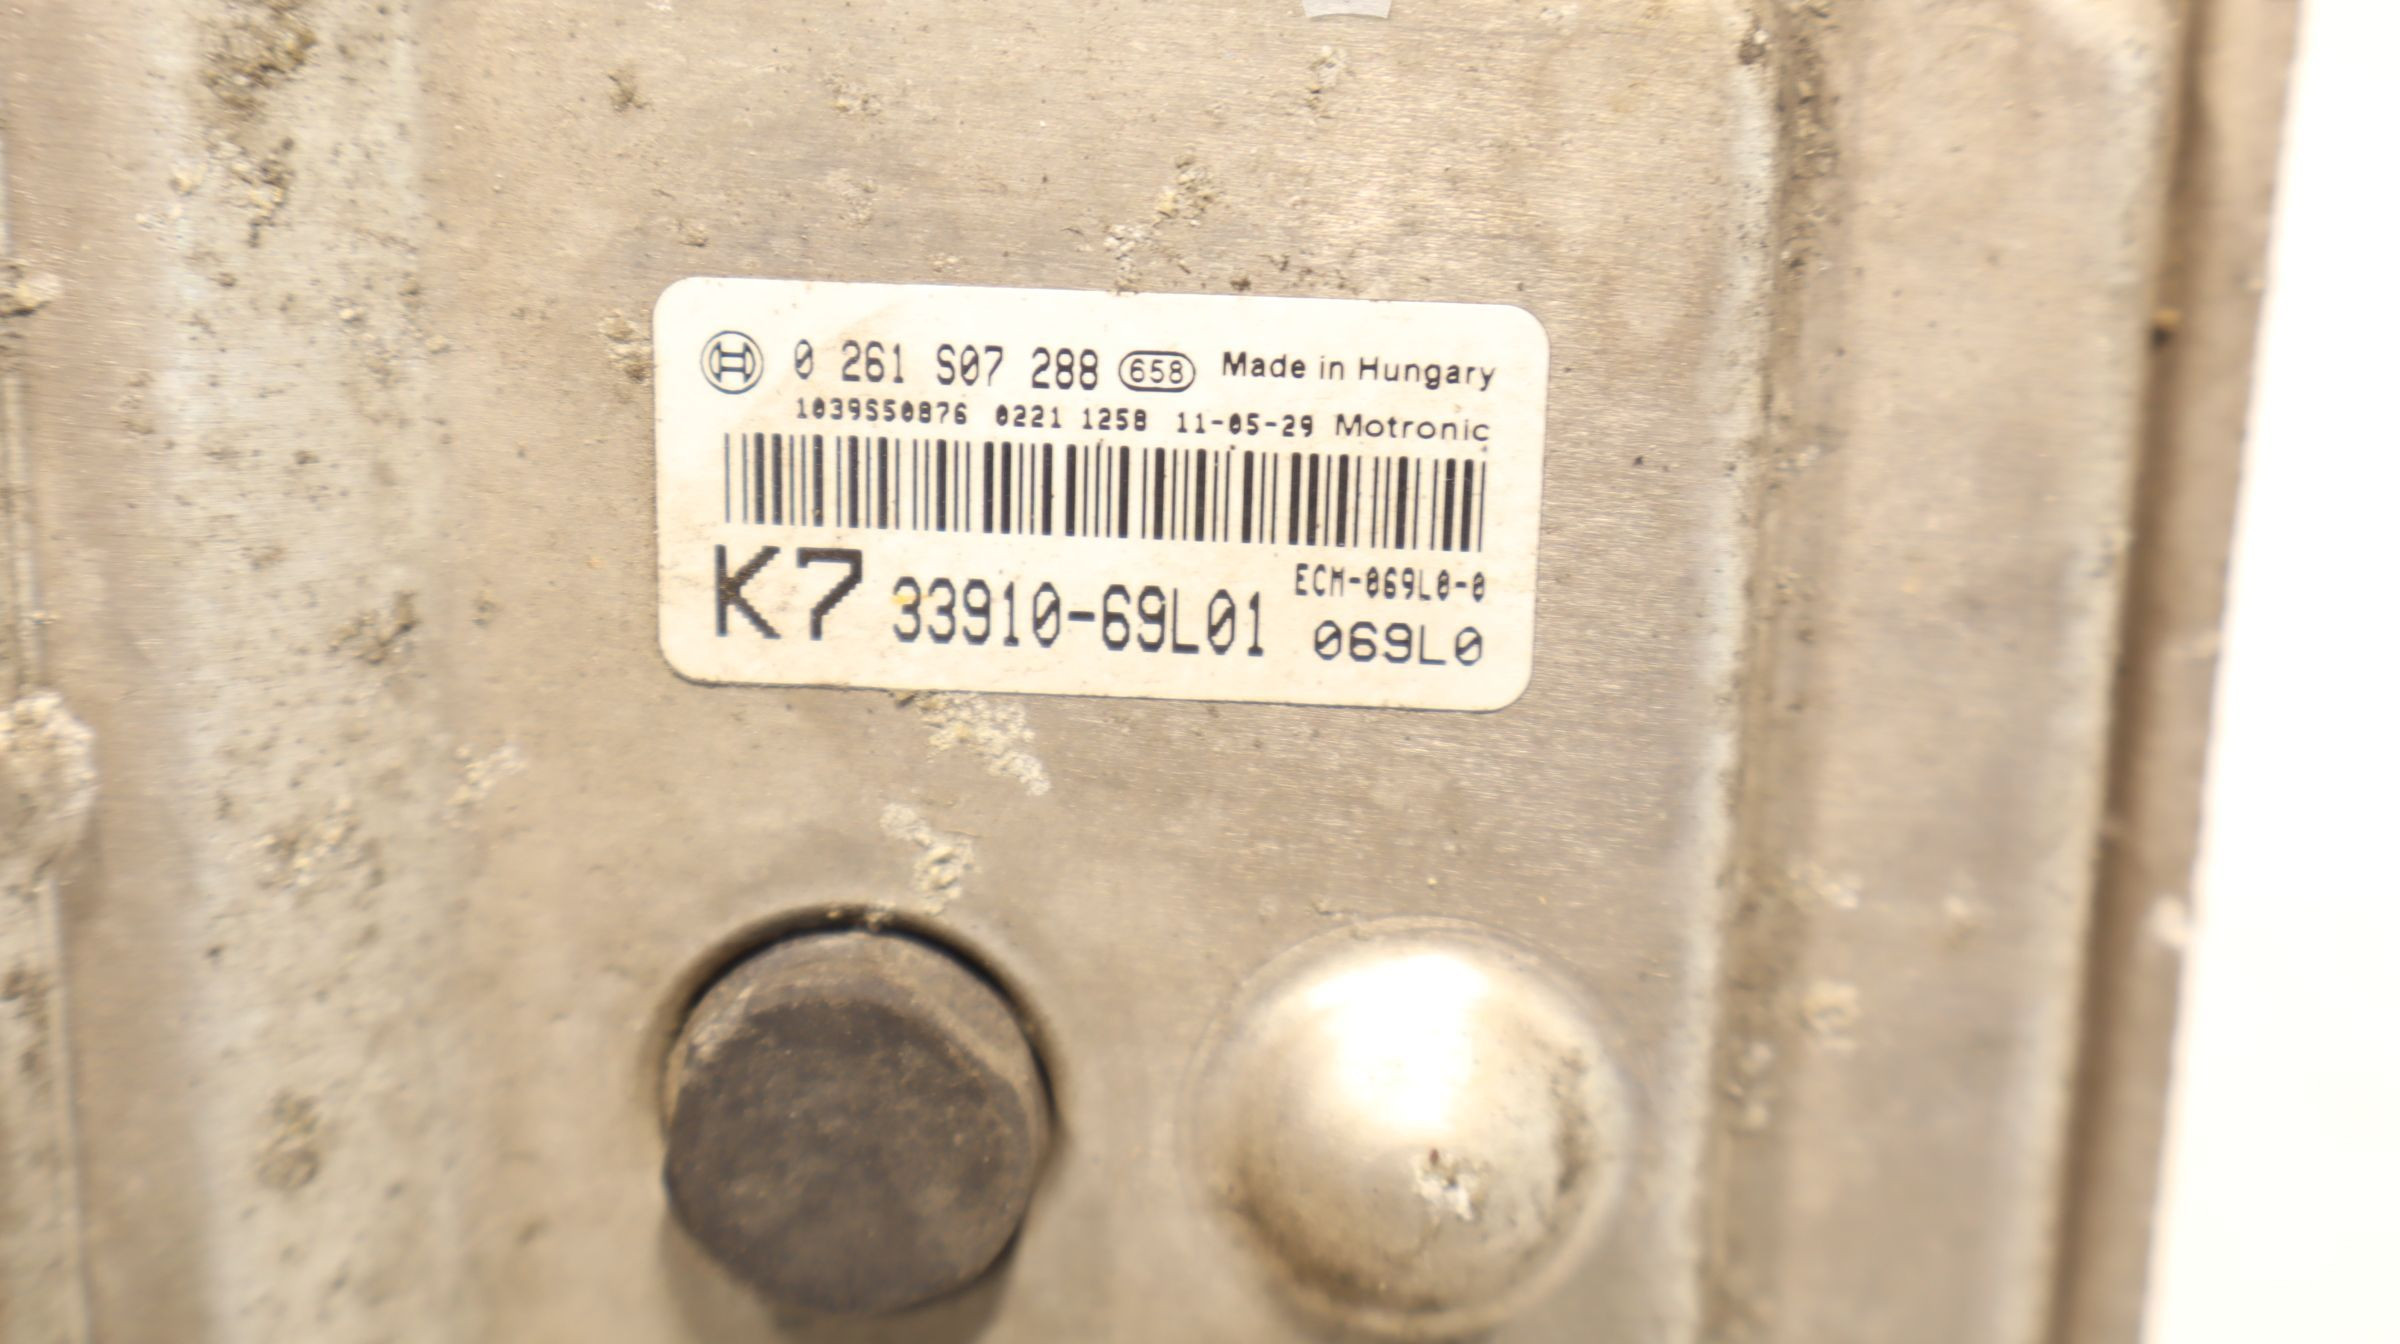 0 261 S07 288 658 Made in Hungary
1039S50876 0221 1258 11-05-29 Motronic
K7 33910-69L01 ECM-069L0-0
069L0